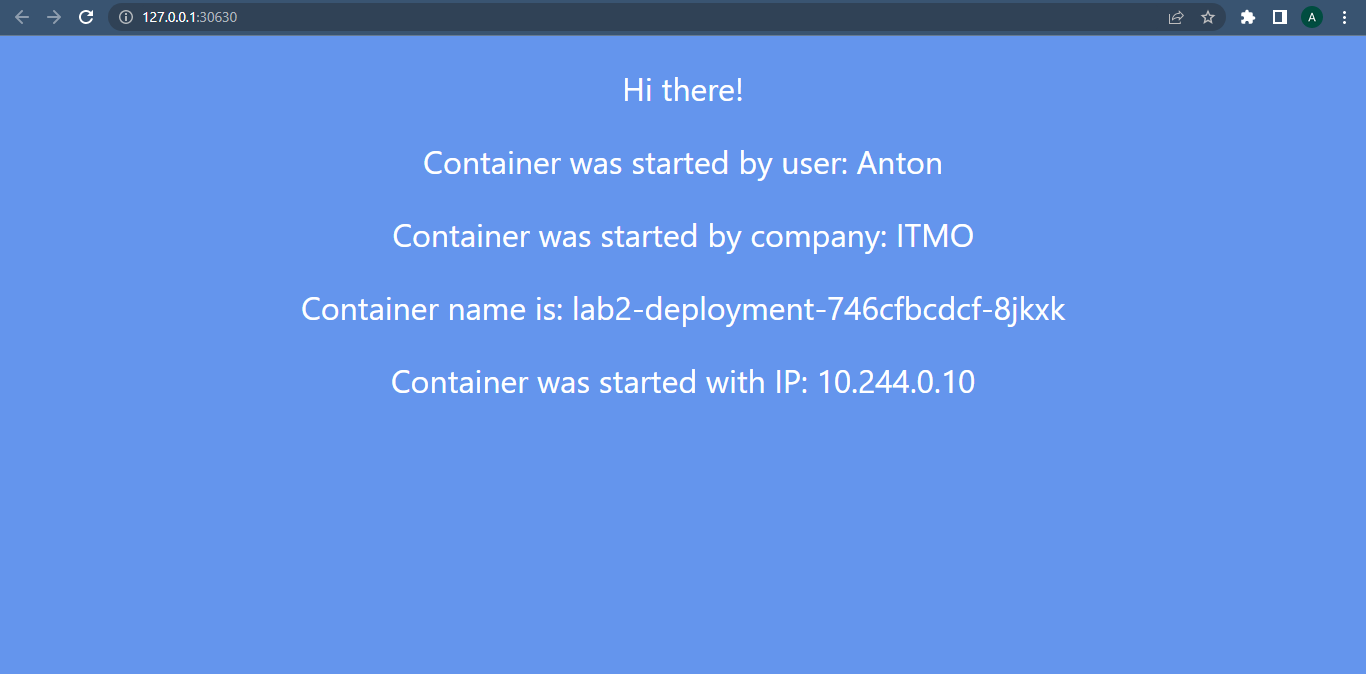 127.0.0.1:30630
A
Hi there!
Container was started by user: Anton
Container was started by company: ITMO
Container name is: lab2-deployment-746cfbcdcf-8jkxk
Container was started with IP: 10.244.0.10